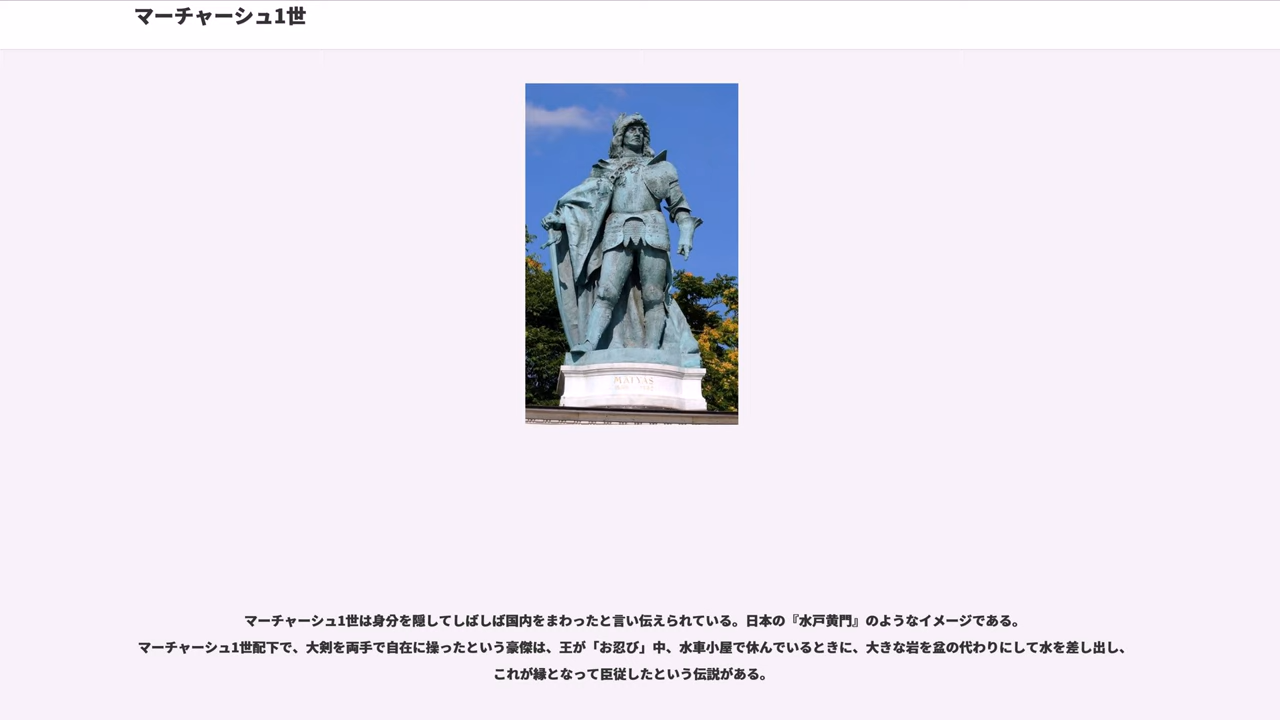 マーチャーシュ1世
MATYAS
マーチャーシュ1世は身分を隠してしばしば国内をまわったと言い伝えられている。日本の『水戸黄門』のようなイメージである。
マーチャーシュ1世配下で、大剣を両手で自在に操ったという豪傑は、王が「お忍び」中、水車小屋で休んでいるときに、大きな岩を盆の代わりにして水を差し出し、
これが縁となって臣従したという伝説がある。